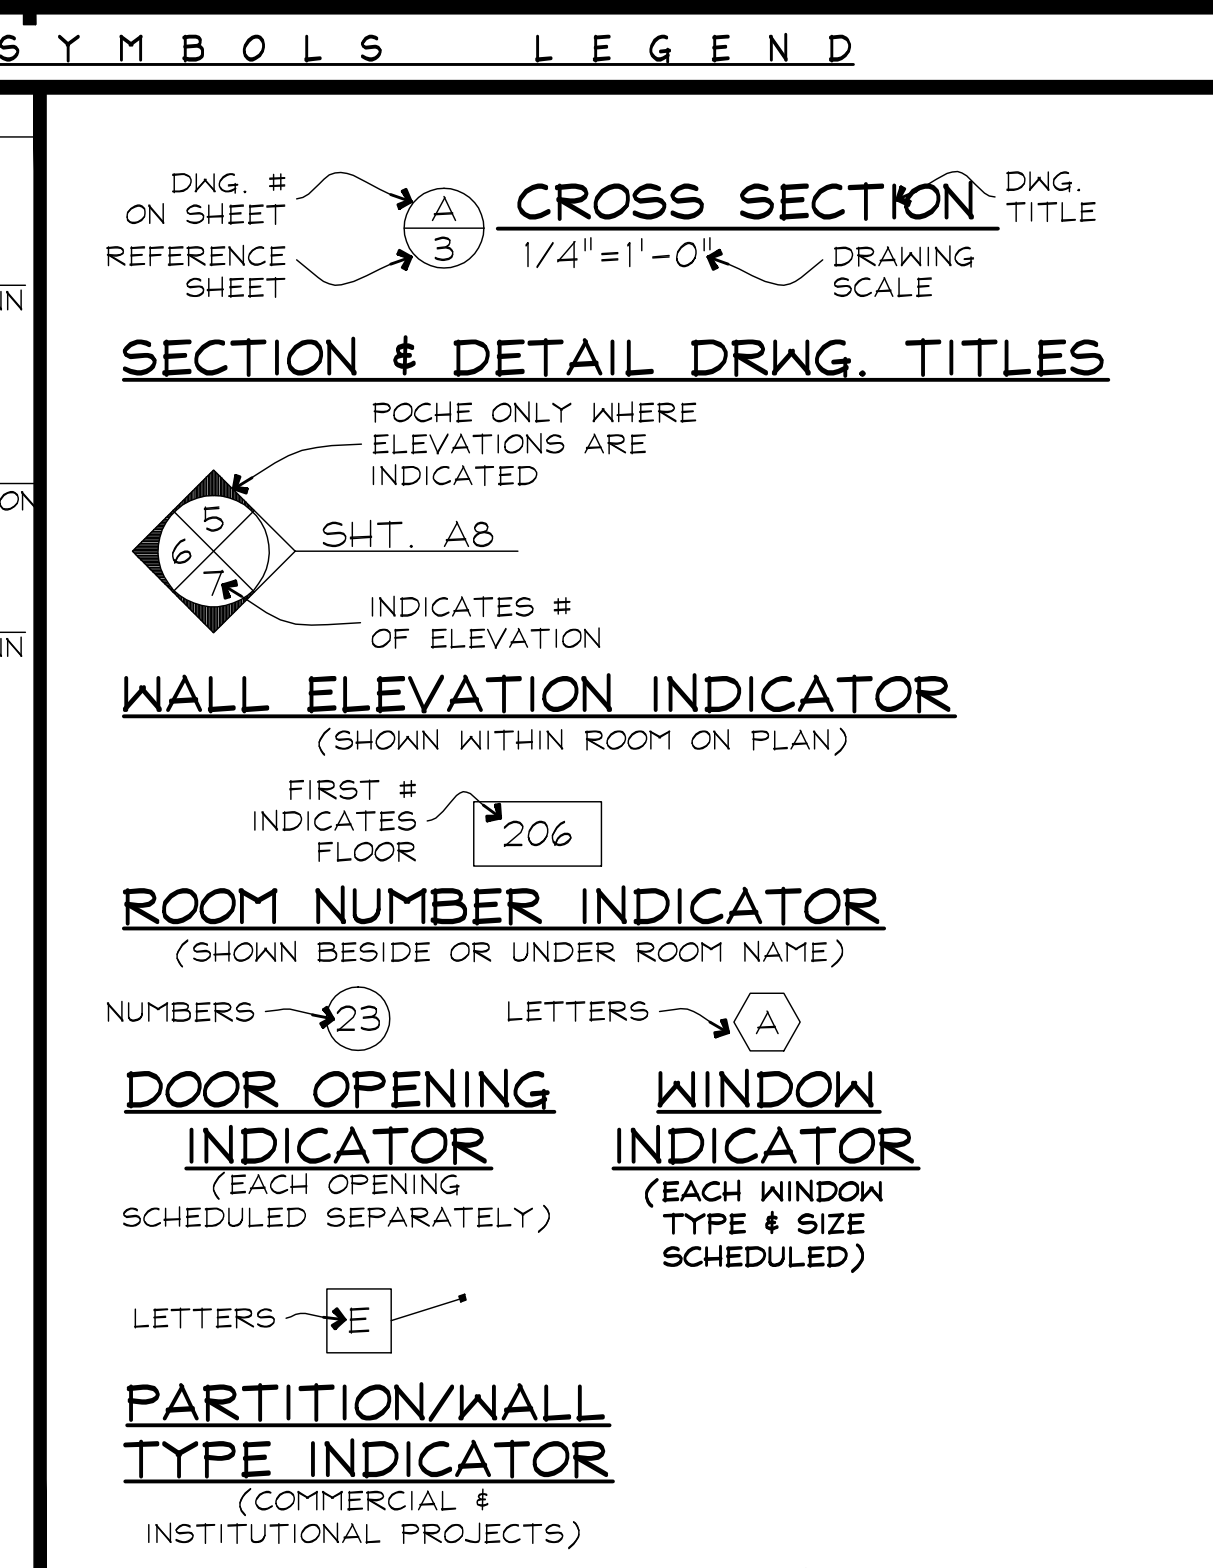 SYMBOLS LEGEND
DWG. #
ON SHEET
REFERENCE
SHEET
A
3
CROSS SECTION
1/4"=1'-0"
DWG.
TITLE
DRAWING
SCALE
SECTION & DETAIL DRWG. TITLES
POCHE ONLY WHERE
ELEVATIONS ARE
INDICATED
5
6
7
SHT. A8
INDICATES #
OF ELEVATION
WALL ELEVATION INDICATOR
(SHOWN WITHIN ROOM ON PLAN)
FIRST #
INDICATES
FLOOR
206
ROOM NUMBER INDICATOR
(SHOWN BESIDE OR UNDER ROOM NAME)
NUMBERS
23
LETTERS
A
DOOR OPENING
INDICATOR
(EACH OPENING
SCHEDULED SEPARATELY)
WINDOW
INDICATOR
(EACH WINDOW
TYPE & SIZE
SCHEDULED)
LETTERS
E
PARTITION/WALL
TYPE INDICATOR
(COMMERCIAL &
INSTITUTIONAL PROJECTS)